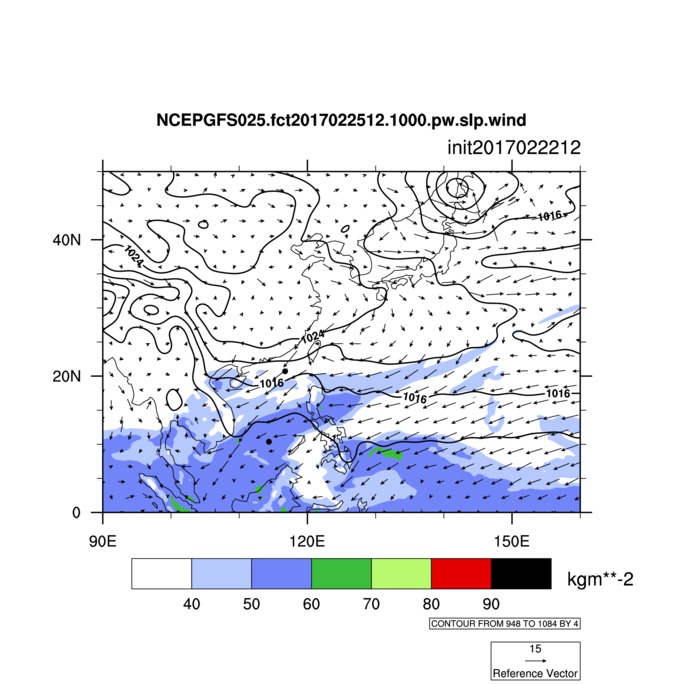 NCEPGFS025.fct2017022512.1000.pw.slp.wind
init2017022212
1016
40N
1024
1024
20N
1016
1016
1016
0
90E 120E 150E
kgm**-2
40 50 60 70 80 90
CONTOUR FROM 948 TO 1084 BY 4
15
Reference Vector